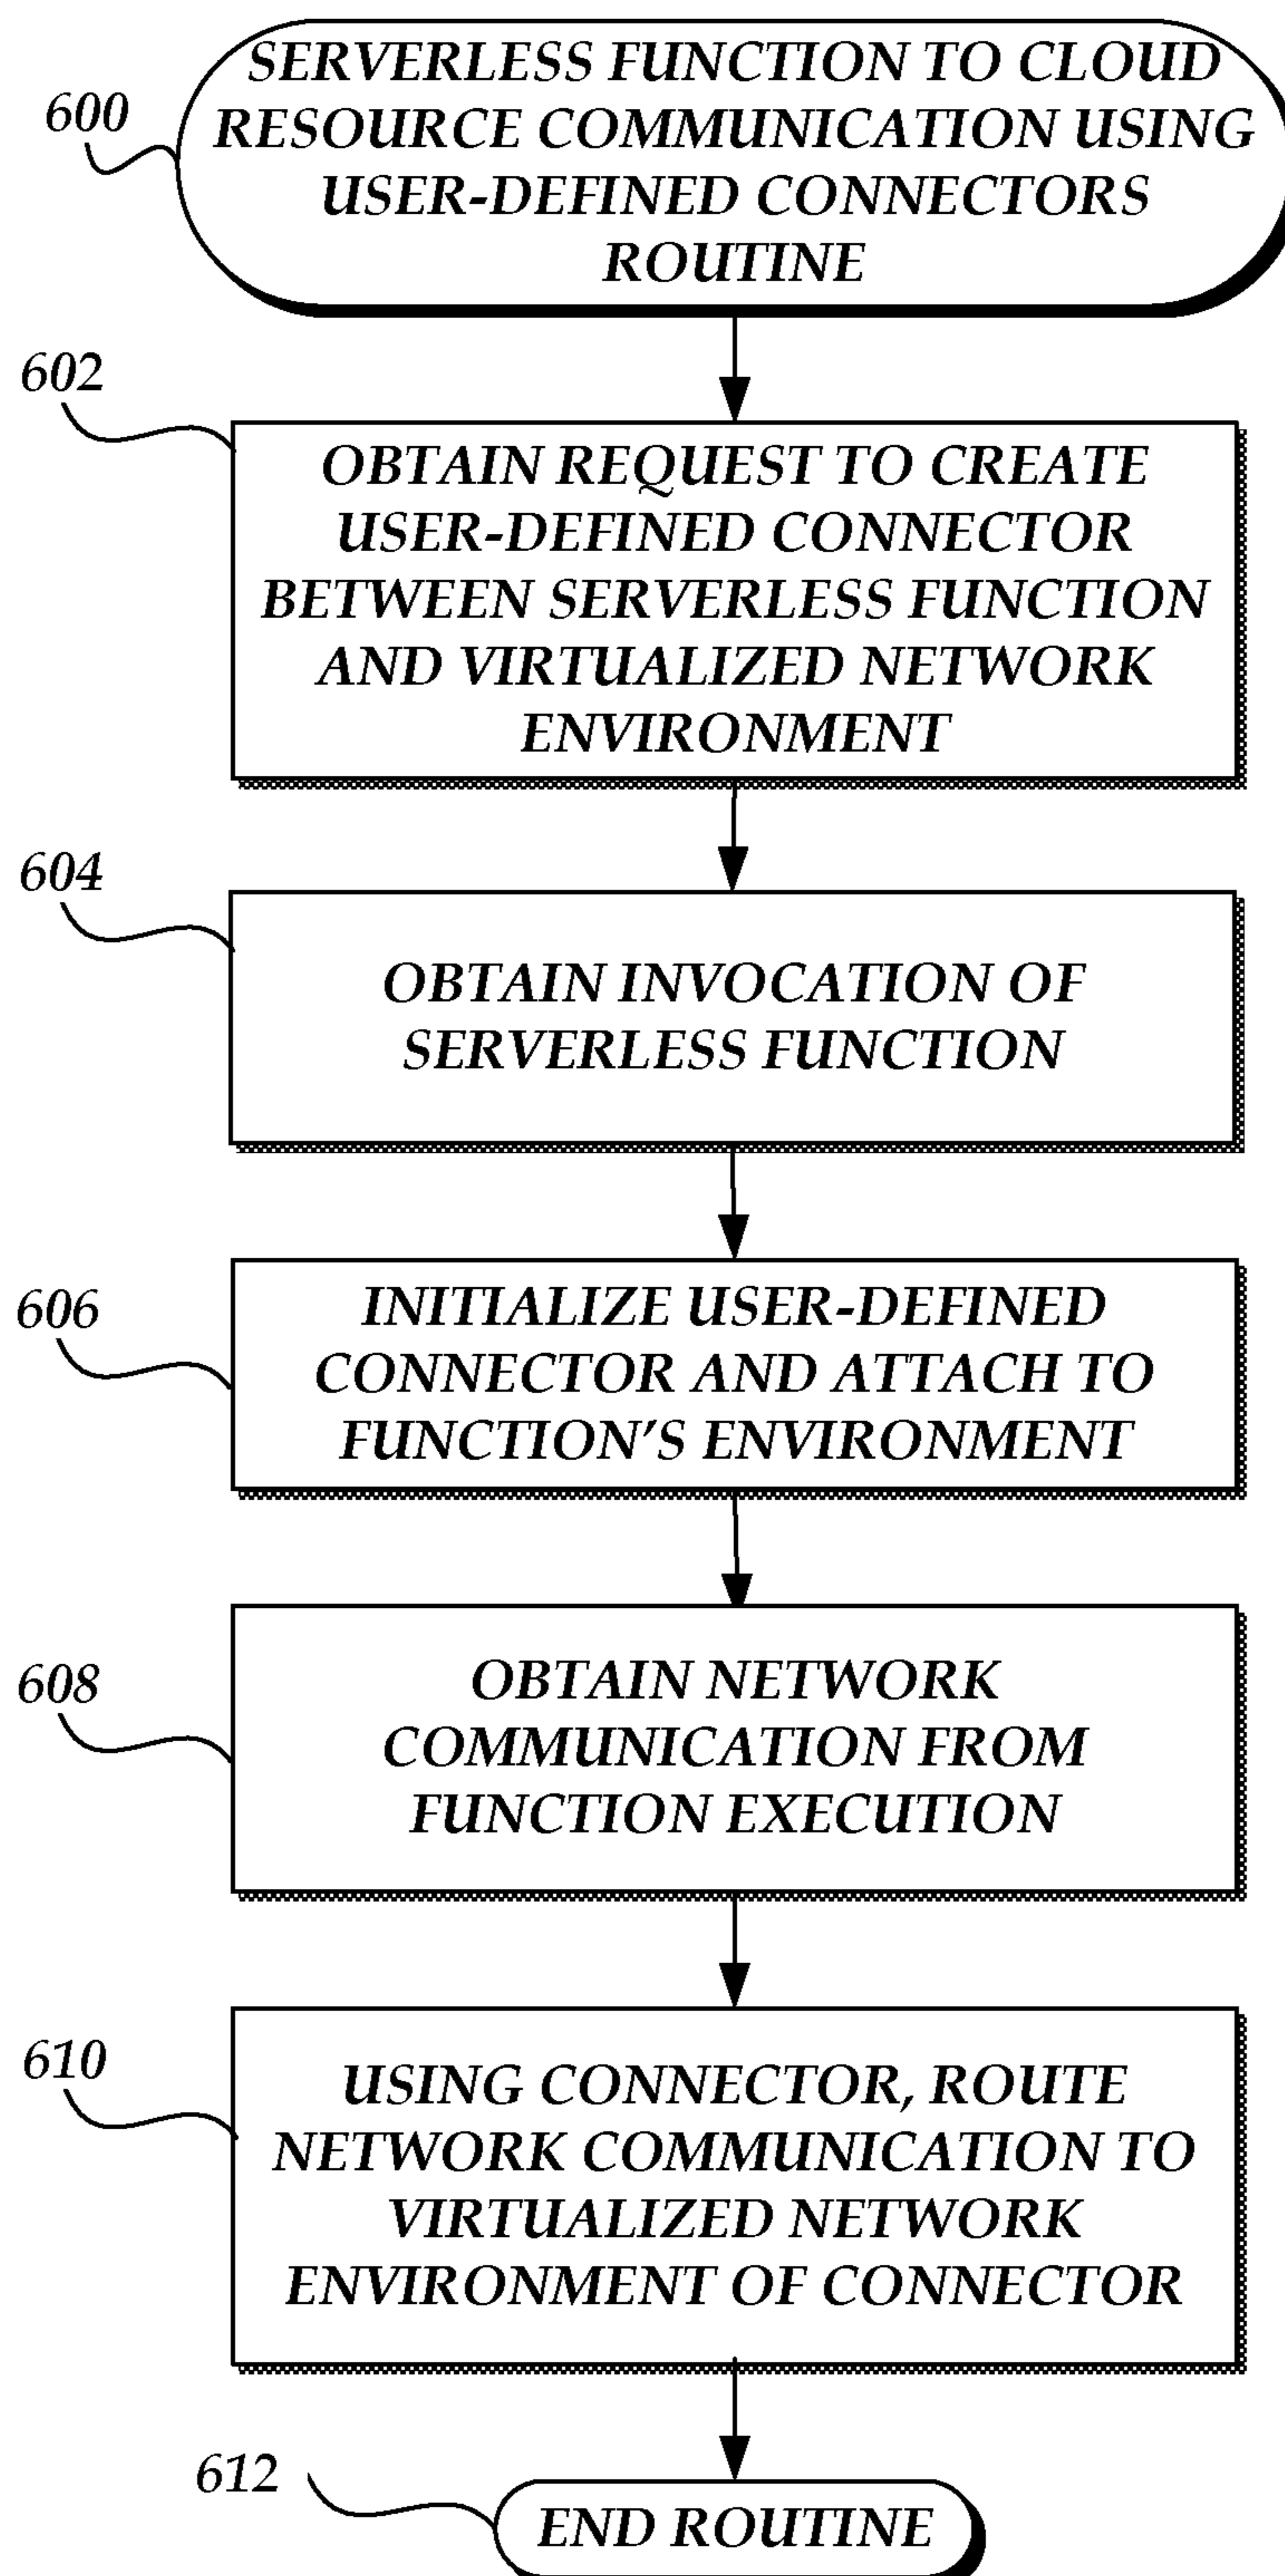 600
SERVERLESS FUNCTION TO CLOUD
RESOURCE COMMUNICATION USING
USER-DEFINED CONNECTORS
ROUTINE
602
OBTAIN REQUEST TO CREATE
USER-DEFINED CONNECTOR
BETWEEN SERVERLESS FUNCTION
AND VIRTUALIZED NETWORK
ENVIRONMENT
604
OBTAIN INVOCATION OF
SERVERLESS FUNCTION
606
INITIALIZE USER-DEFINED
CONNECTOR AND ATTACH TO
FUNCTION'S ENVIRONMENT
608
OBTAIN NETWORK
COMMUNICATION FROM
FUNCTION EXECUTION
610
USING CONNECTOR, ROUTE
NETWORK COMMUNICATION TO
VIRTUALIZED NETWORK
ENVIRONMENT OF CONNECTOR
612
END ROUTINE